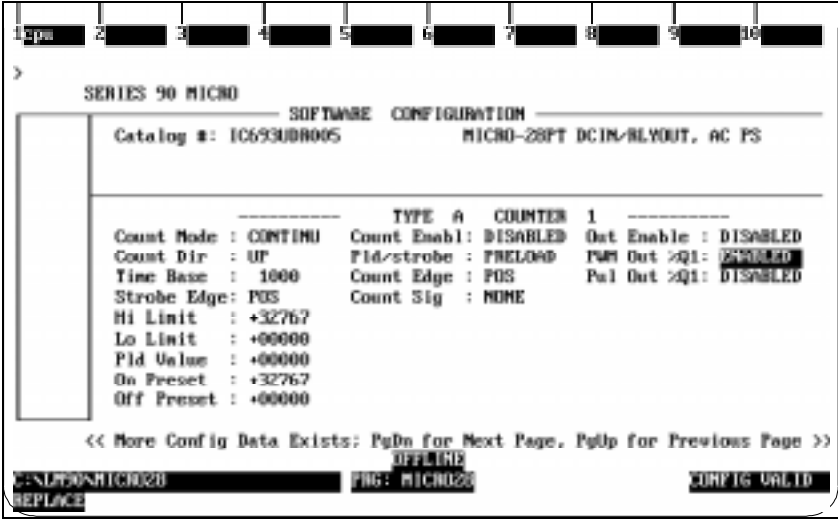 1cpu 2 3 4 5 6 7 8 9 10
>
SERIES 90 MICRO
SOFTWARE CONFIGURATION
Catalog #: IC693UDR005 MICRO-28PT DCIN/RLYOUT, AC PS
---------- TYPE A COUNTER 1 ----------
Count Mode : CONTINU Count Enabl: DISABLED Out Enable : DISABLED
Count Dir : UP Pld/strobe : PRELOAD PWM Out %Q1: ENABLED
Time Base : 1000 Count Edge : POS Pul Out %Q1: DISABLED
Strobe Edge: POS Count Sig : NONE
Hi Limit : +32767
Lo Limit : +00000
Pld Value : +00000
On Preset : +32767
Off Preset : +00000
<< More Config Data Exists; PgDn for Next Page, PgUp for Previous Page >>
OFFLINE
C:\LM90\MICRO28 PRG: MICRO28 CONFIG VALID
REPLACE